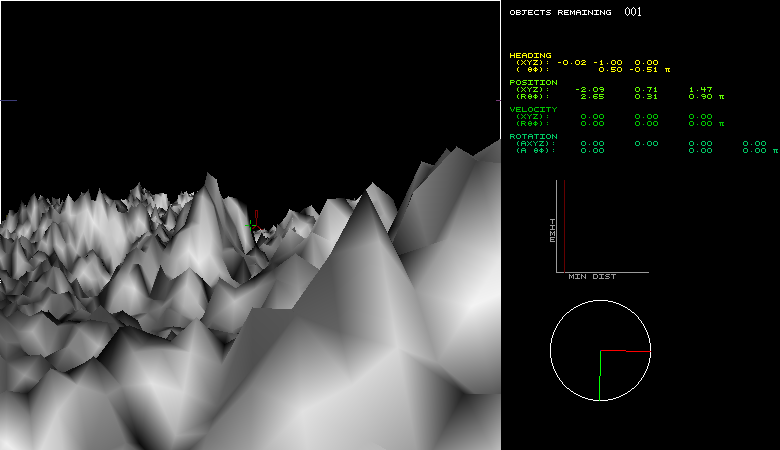 OBJECTS REMAINING 001
HEADING
(XYZ): -0.02 -1.00 0.00
( θΦ): 0.50 -0.51 π
POSITION
(XYZ): -2.09 0.71 1.47
(RθΦ): 2.65 0.31 0.90 π
VELOCITY
(XYZ): 0.00 0.00 0.00
(RθΦ): 0.00 0.00 0.00 π
ROTATION
(AXYZ): 0.00 0.00 0.00 0.00
(A θΦ): 0.00 0.00 0.00 π
TIME
MIN DIST